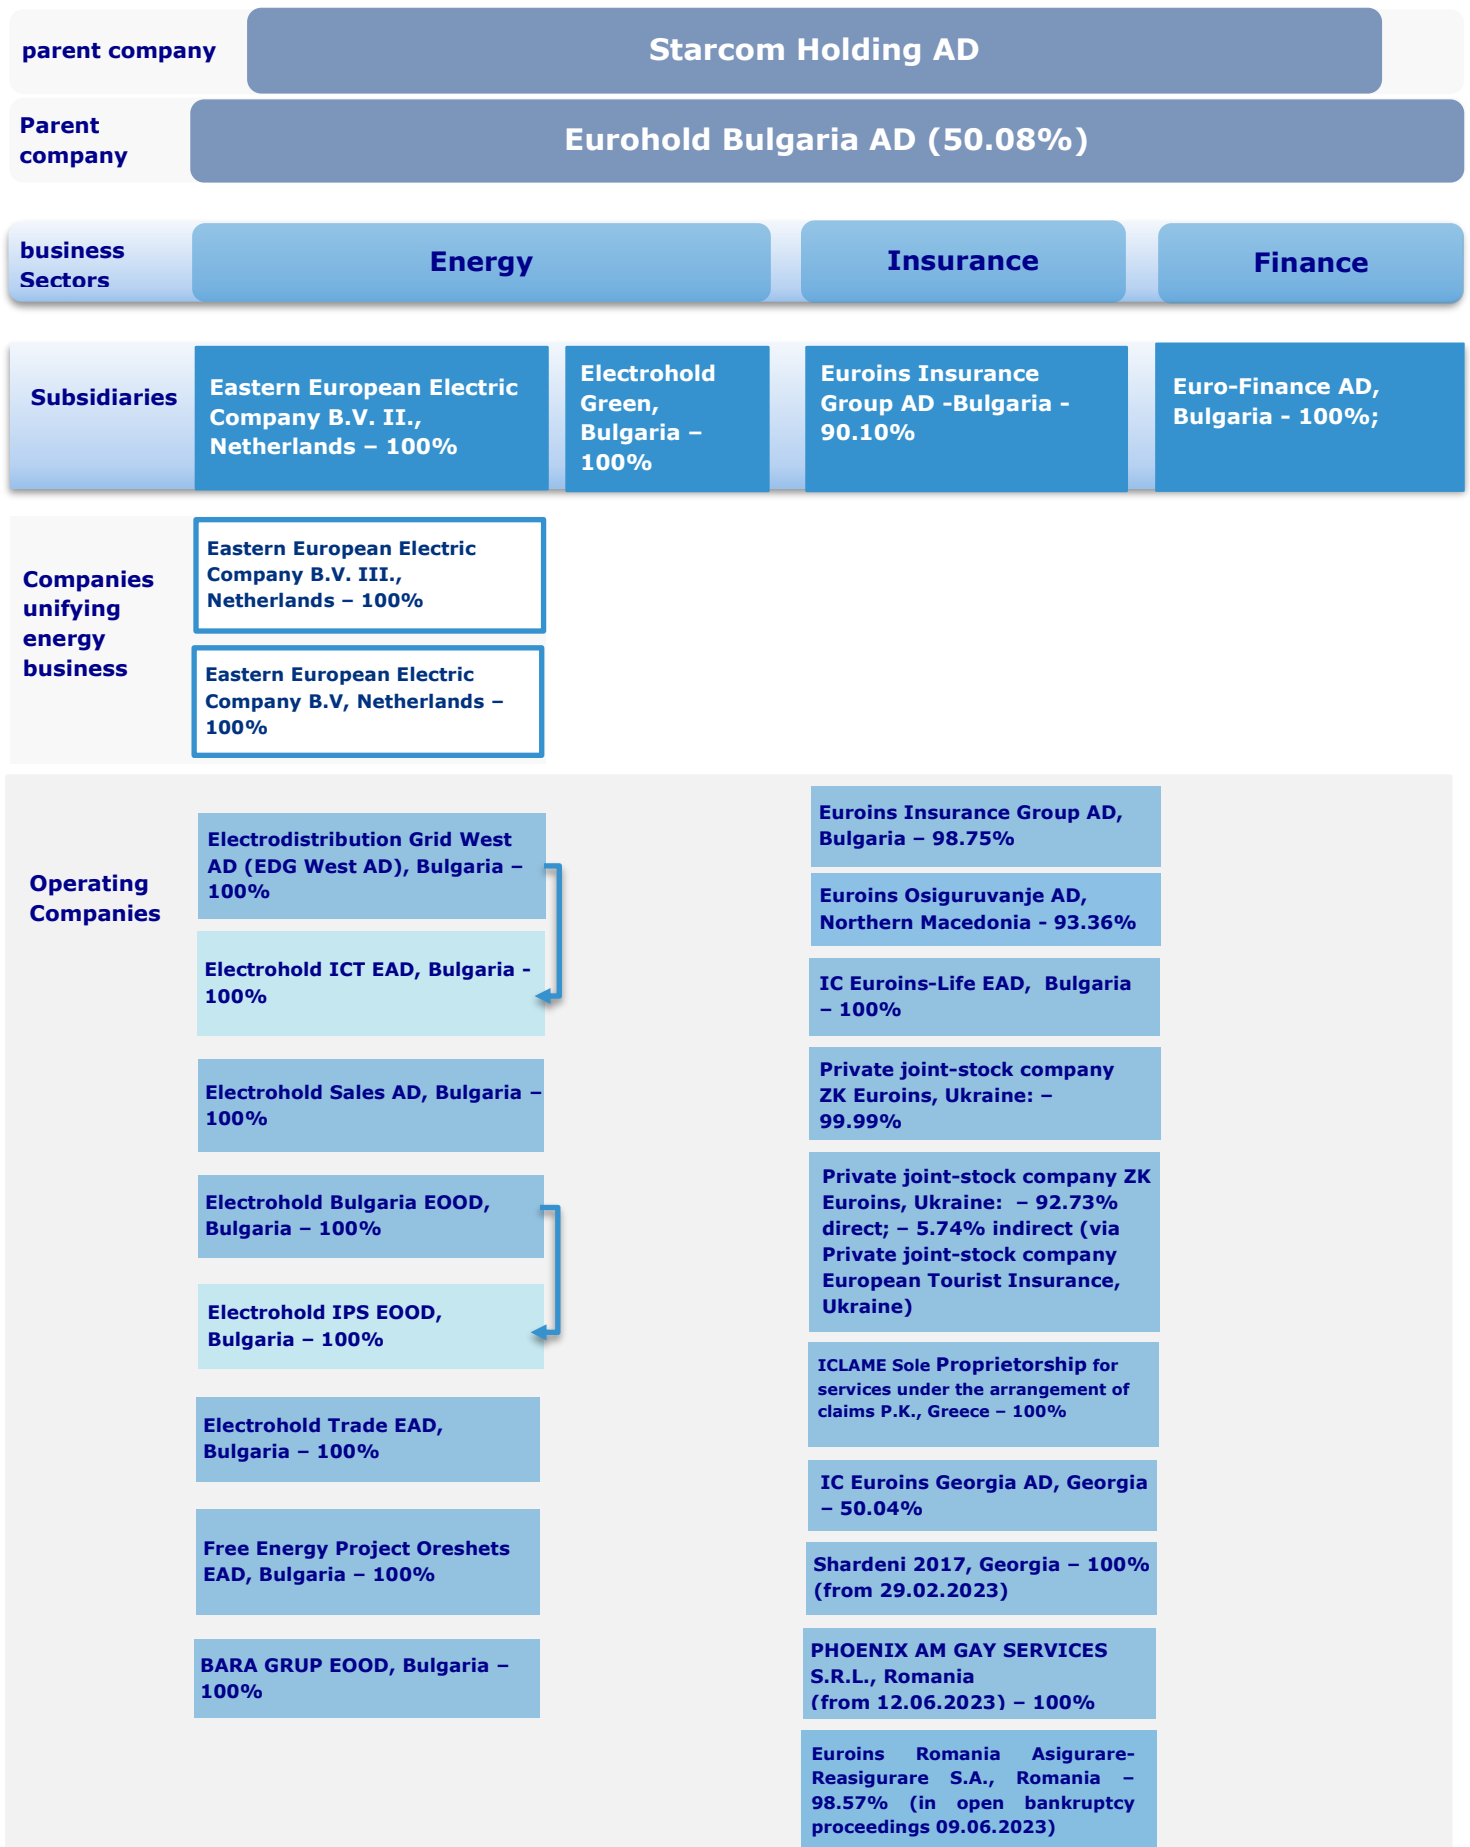 parent company
Starcom Holding AD
Parent
company
Eurohold Bulgaria AD (50.08%)
business
Sectors
Energy
Insurance
Finance
Subsidiaries
Eastern European Electric
Company B.V. II.,
Netherlands – 100%
Electrohold
Green,
Bulgaria –
100%
Euroins Insurance
Group AD -Bulgaria -
90.10%
Euro-Finance AD,
Bulgaria - 100%;
Companies
unifying
energy
business
Eastern European Electric
Company B.V. III.,
Netherlands – 100%
Eastern European Electric
Company B.V, Netherlands –
100%
Operating
Companies
Electrodistribution Grid West
AD (EDG West AD), Bulgaria –
100%
Electrohold ICT EAD, Bulgaria -
100%
Electrohold Sales AD, Bulgaria –
100%
Electrohold Bulgaria EOOD,
Bulgaria – 100%
Electrohold IPS EOOD,
Bulgaria – 100%
Electrohold Trade EAD,
Bulgaria – 100%
Free Energy Project Oreshets
EAD, Bulgaria – 100%
BARA GRUP EOOD, Bulgaria –
100%
Euroins Insurance Group AD,
Bulgaria – 98.75%
Euroins Osiguruvanje AD,
Northern Macedonia - 93.36%
IC Euroins-Life EAD,  Bulgaria
– 100%
Private joint-stock company
ZK Euroins, Ukraine: –
99.99%
Private joint-stock company ZK
Euroins, Ukraine:  – 92.73%
direct; – 5.74% indirect (via
Private joint-stock company
European Tourist Insurance,
Ukraine)
ICLAME Sole Proprietorship for
services under the arrangement of
claims P.K., Greece – 100%
IC Euroins Georgia AD, Georgia
– 50.04%
Shardeni 2017, Georgia – 100%
(from 29.02.2023)
PHOENIX AM GAY SERVICES
S.R.L., Romania
(from 12.06.2023) – 100%
Euroins Romania Asigurare-
Reasigurare S.A., Romania –
98.57% (in open bankruptcy
proceedings 09.06.2023)